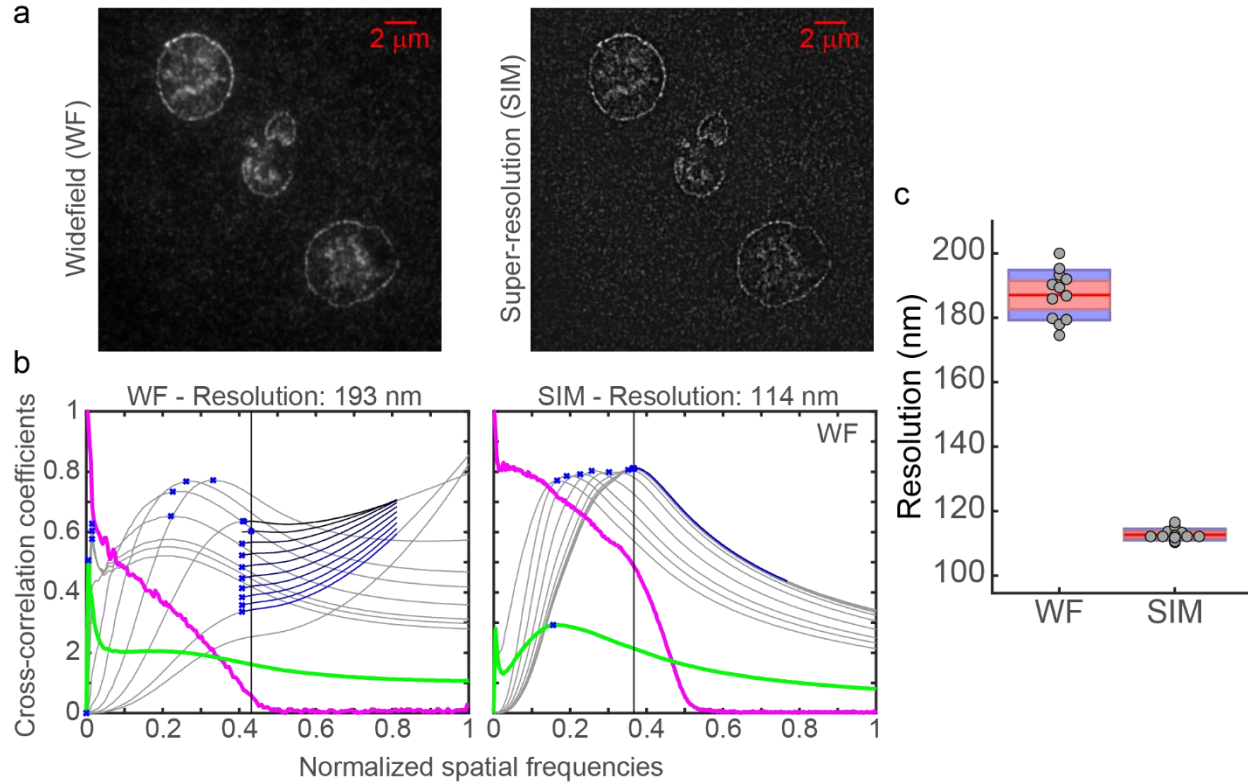 a
Widefield (WF)
2 μm
Super-resolution (SIM)
2 μm
b
WF - Resolution: 193 nm
SIM - Resolution: 114 nm
Cross-correlation coefficients
1
0.8
0.6
0.4
2
0
0 0.2 0.4 0.6 0.8 1
WF
0 0.2 0.4 0.6 0.8 1
Normalized spatial frequencies
c
Resolution (nm)
200
180
160
140
120
100
WF SIM